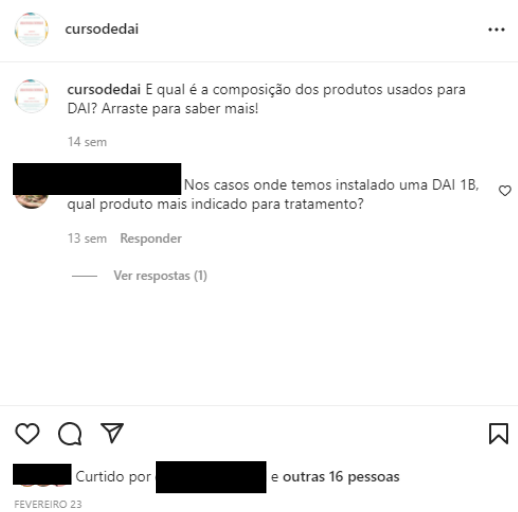 cursodedai
cursodedai E qual é a composição dos produtos usados para
DAI? Arraste para saber mais!
14 sem
Nos casos onde temos instalado uma DAI 1B,
qual produto mais indicado para tratamento?
13 sem Responder
Ver respostas (1)
Curtido por e outras 16 pessoas
FEVEREIRO 23